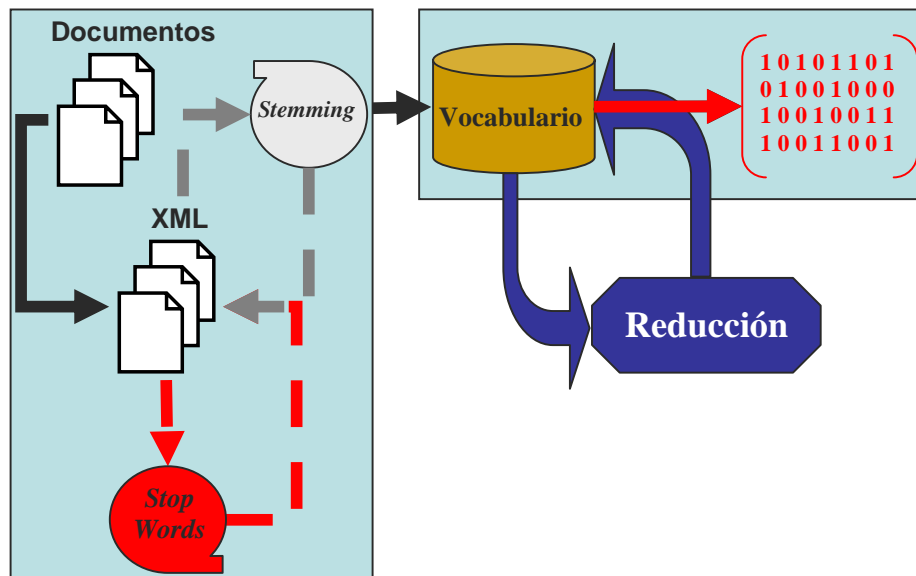 Documentos
Stemming
XML
Stop
Words
Vocabulario
1 0 1 0 1 1 0 1
0 1 0 0 1 0 0 0
1 0 0 1 0 0 1 1
1 0 0 1 1 0 0 1
Reducción